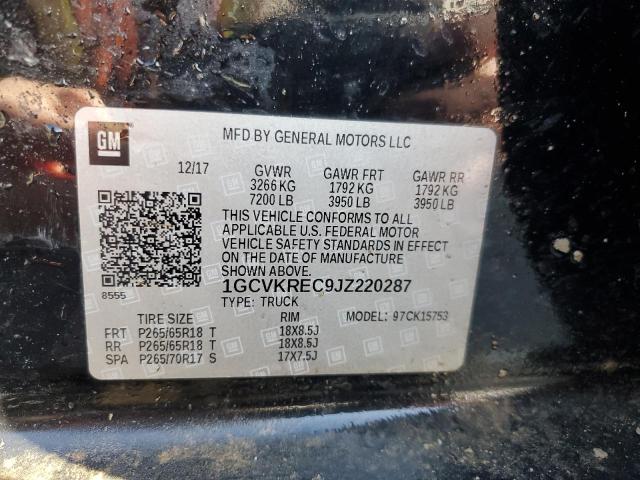 GM
MFD BY GENERAL MOTORS LLC
12/17 GVWR GAWR FRT GAWR RR
3266 KG 1792 KG 1792 KG
7200 LB 3950 LB 3950 LB
THIS VEHICLE CONFORMS TO ALL
APPLICABLE U.S. FEDERAL MOTOR
VEHICLE SAFETY STANDARDS IN EFFECT
ON THE DATE OF MANUFACTURE
SHOWN ABOVE.
8555
1GCVKREC9JZ220287
TYPE: TRUCK
TIRE SIZE RIM MODEL: 97CK15753
FRT P265/65R18 T 18X8.5J
RR P265/65R18 T 18X8.5J
SPA P265/70R17 S 17X7.5J